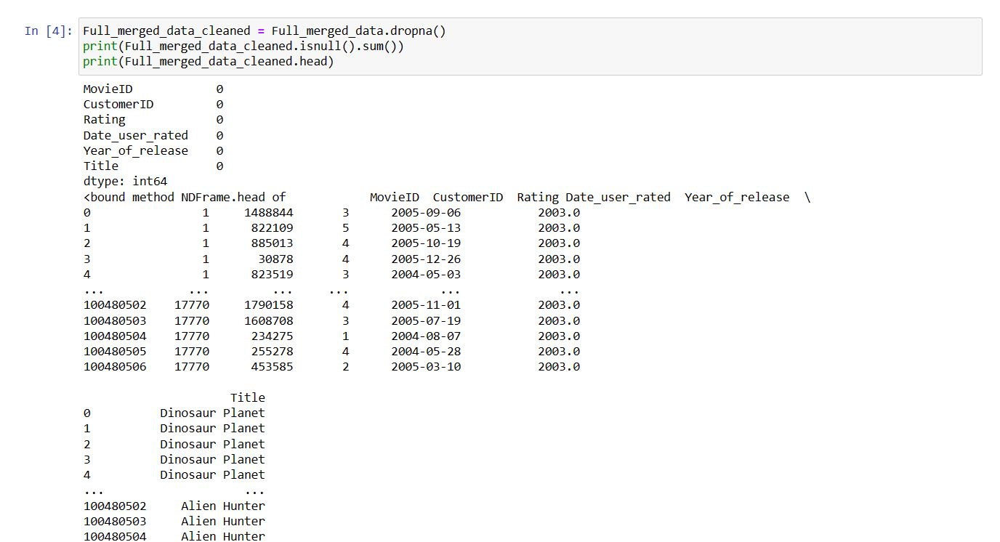 In [4]: Full_merged_data_cleaned = Full_merged_data.dropna()
print(Full_merged_data_cleaned.isnull().sum())
print(Full_merged_data_cleaned.head)
MovieID            0
CustomerID         0
Rating             0
Date_user_rated    0
Year_of_release    0
Title              0
dtype: int64
<bound method NDFrame.head of            MovieID  CustomerID  Rating Date_user_rated  Year_of_release  \
0                1     1488844       3      2005-09-06           2003.0
1                1      822109       5      2005-05-13           2003.0
2                1      885013       4      2005-10-19           2003.0
3                1       30878       4      2005-12-26           2003.0
4                1      823519       3      2004-05-03           2003.0
...            ...         ...     ...             ...              ...
100480502    17770     1790158       4      2005-11-01           2003.0
100480503    17770     1608708       3      2005-07-19           2003.0
100480504    17770      234275       1      2004-08-07           2003.0
100480505    17770      255278       4      2004-05-28           2003.0
100480506    17770      453585       2      2005-03-10           2003.0
Title
0          Dinosaur Planet
1          Dinosaur Planet
2          Dinosaur Planet
3          Dinosaur Planet
4          Dinosaur Planet
...                    ...
100480502     Alien Hunter
100480503     Alien Hunter
100480504     Alien Hunter